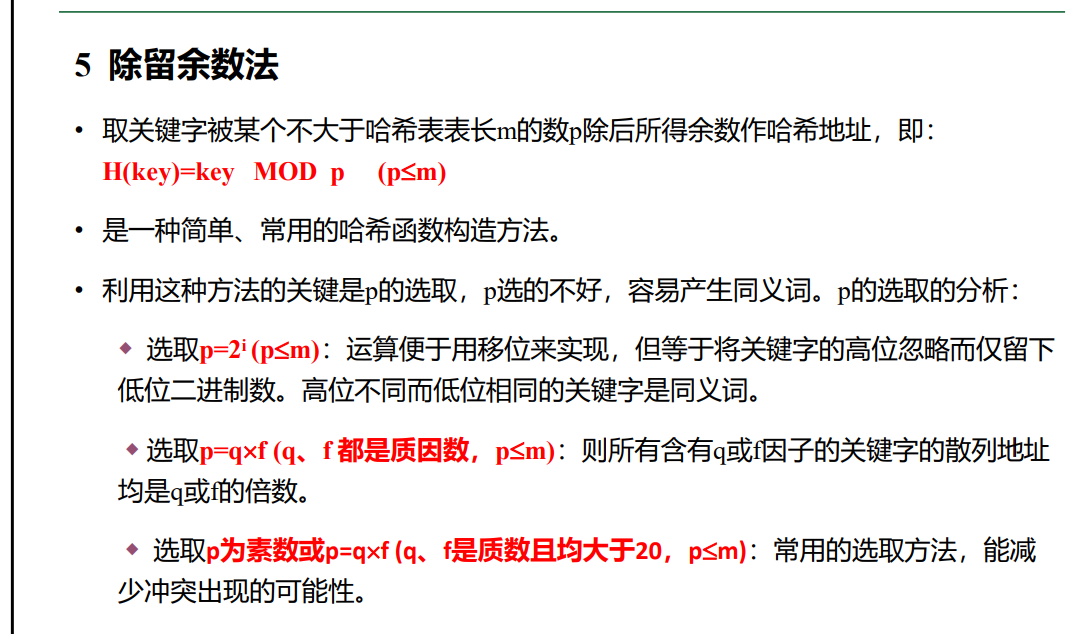 5 除留余数法
• 取关键字被某个不大于哈希表表长m的数p除后所得余数作哈希地址，即：
H(key)=key MOD p (p≤m)
• 是一种简单、常用的哈希函数构造方法。
• 利用这种方法的关键是p的选取，p选的不好，容易产生同义词。p的选取的分析：
◆ 选取p=2ⁱ (p≤m)：运算便于用移位来实现，但等于将关键字的高位忽略而仅留下
低位二进制数。高位不同而低位相同的关键字是同义词。
◆ 选取p=q×f (q、f 都是质因数，p≤m)：则所有含有q或f因子的关键字的散列地址
均是q或f的倍数。
◆ 选取p为素数或p=q×f (q、f是质数且均大于20，p≤m)：常用的选取方法，能减
少冲突出现的可能性。